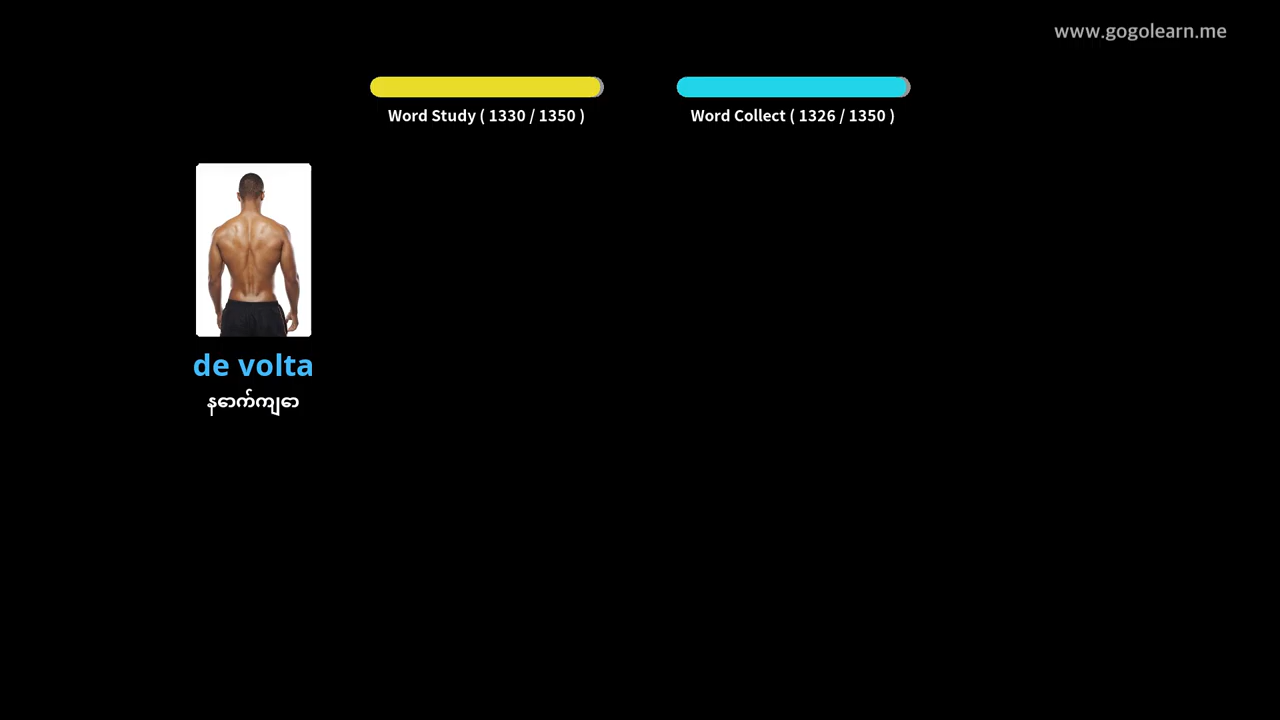 www.gogolearn.me
Word Study ( 1330 / 1350 )
Word Collect ( 1326 / 1350 )
de volta
နောက်ကျော